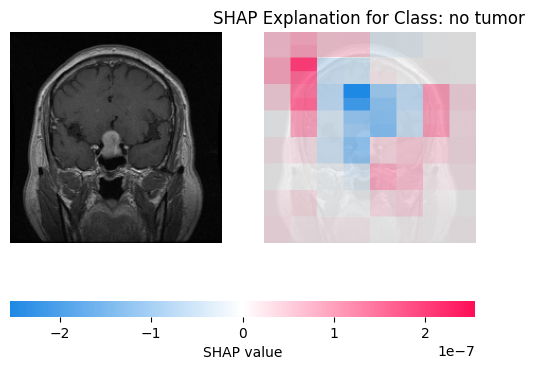 SHAP Explanation for Class: no tumor
−2 −1 0 1 2
1e−7
SHAP value